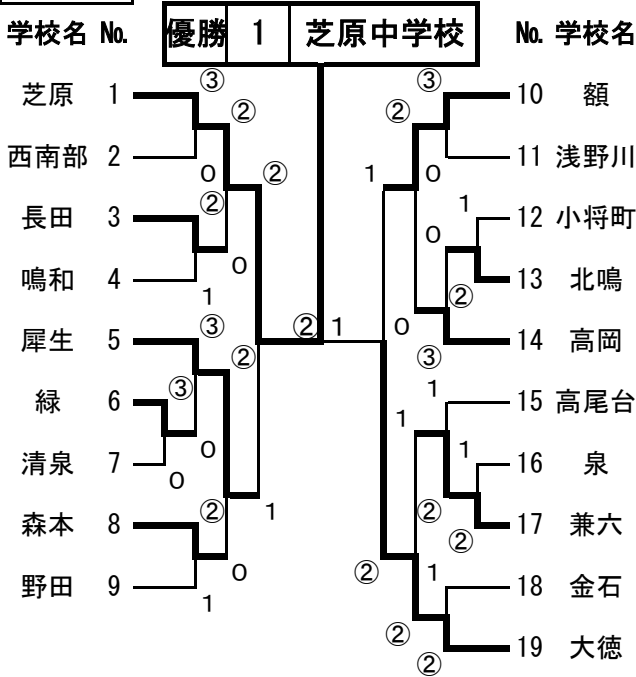 学校名 No. 優勝 1 芝原中学校 No. 学校名
③ ③
芝原 1 10 額
② ②
西南部 2 11 浅野川
0 ② 1 0
② 1
長田 3 12 小将町
0 0
鳴和 4 13 北鳴
1 ②
③ ② 1 0
犀生 5 14 高岡
② ③
③ 1
緑 6 15 高尾台
1
0 1
清泉 7 16 泉
0
② 1 ②
森本 8 17 兼六
②
0 ② 1
野田 9 18 金石
1
②
19 大徳
②